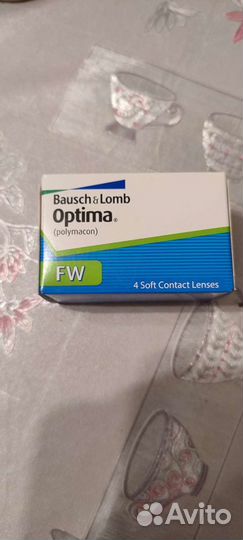 Bausch & Lomb
Optima®
(polymacon)
FW
4 Soft Contact Lenses
Avito